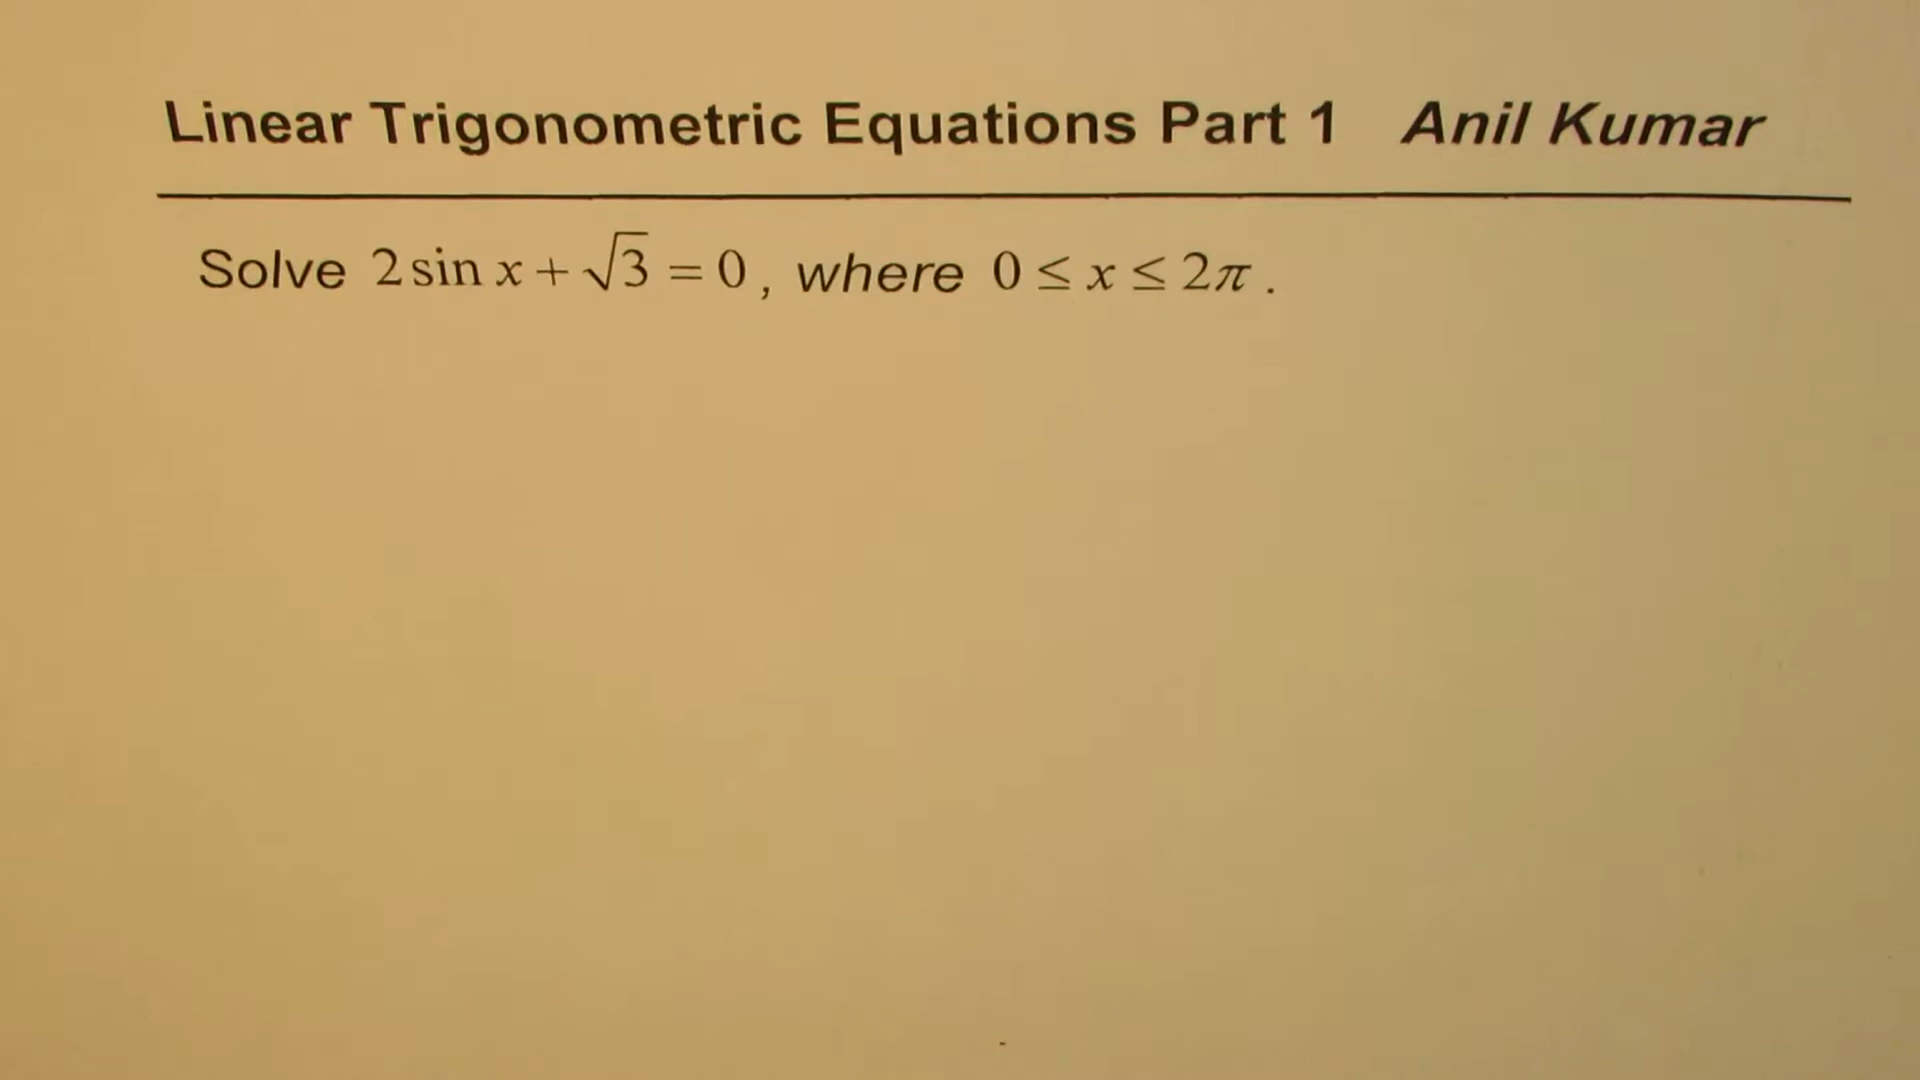 Linear Trigonometric Equations Part 1 Anil Kumar
Solve 2 sin x + √3 = 0 , where 0 ≤ x ≤ 2π .